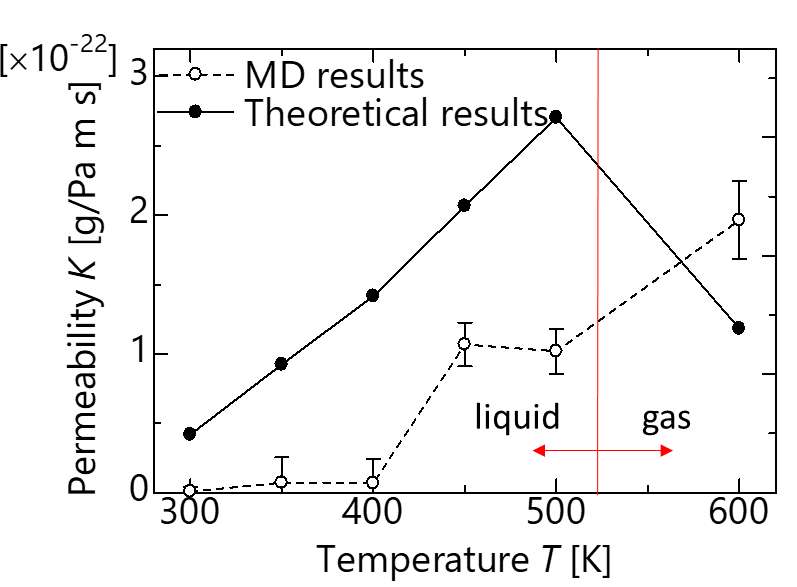 [×10-22]
3
MD results
Theoretical results
2
Permeability K [g/Pa m s]
1
liquid
gas
0
300
400
500
600
Temperature T [K]